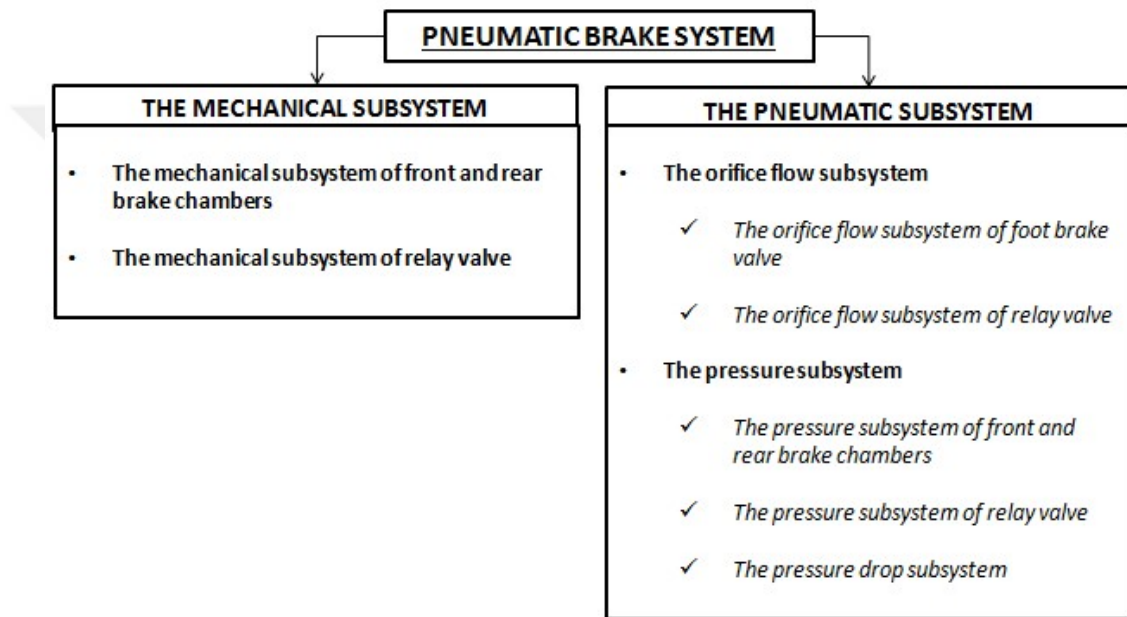 PNEUMATIC BRAKE SYSTEM
THE MECHANICAL SUBSYSTEM
• The mechanical subsystem of front and rear
brake chambers
• The mechanical subsystem of relay valve
THE PNEUMATIC SUBSYSTEM
• The orifice flow subsystem
✓ The orifice flow subsystem of foot brake
valve
✓ The orifice flow subsystem of relay valve
• The pressure subsystem
✓ The pressure subsystem of front and
rear brake chambers
✓ The pressure subsystem of relay valve
✓ The pressure drop subsystem